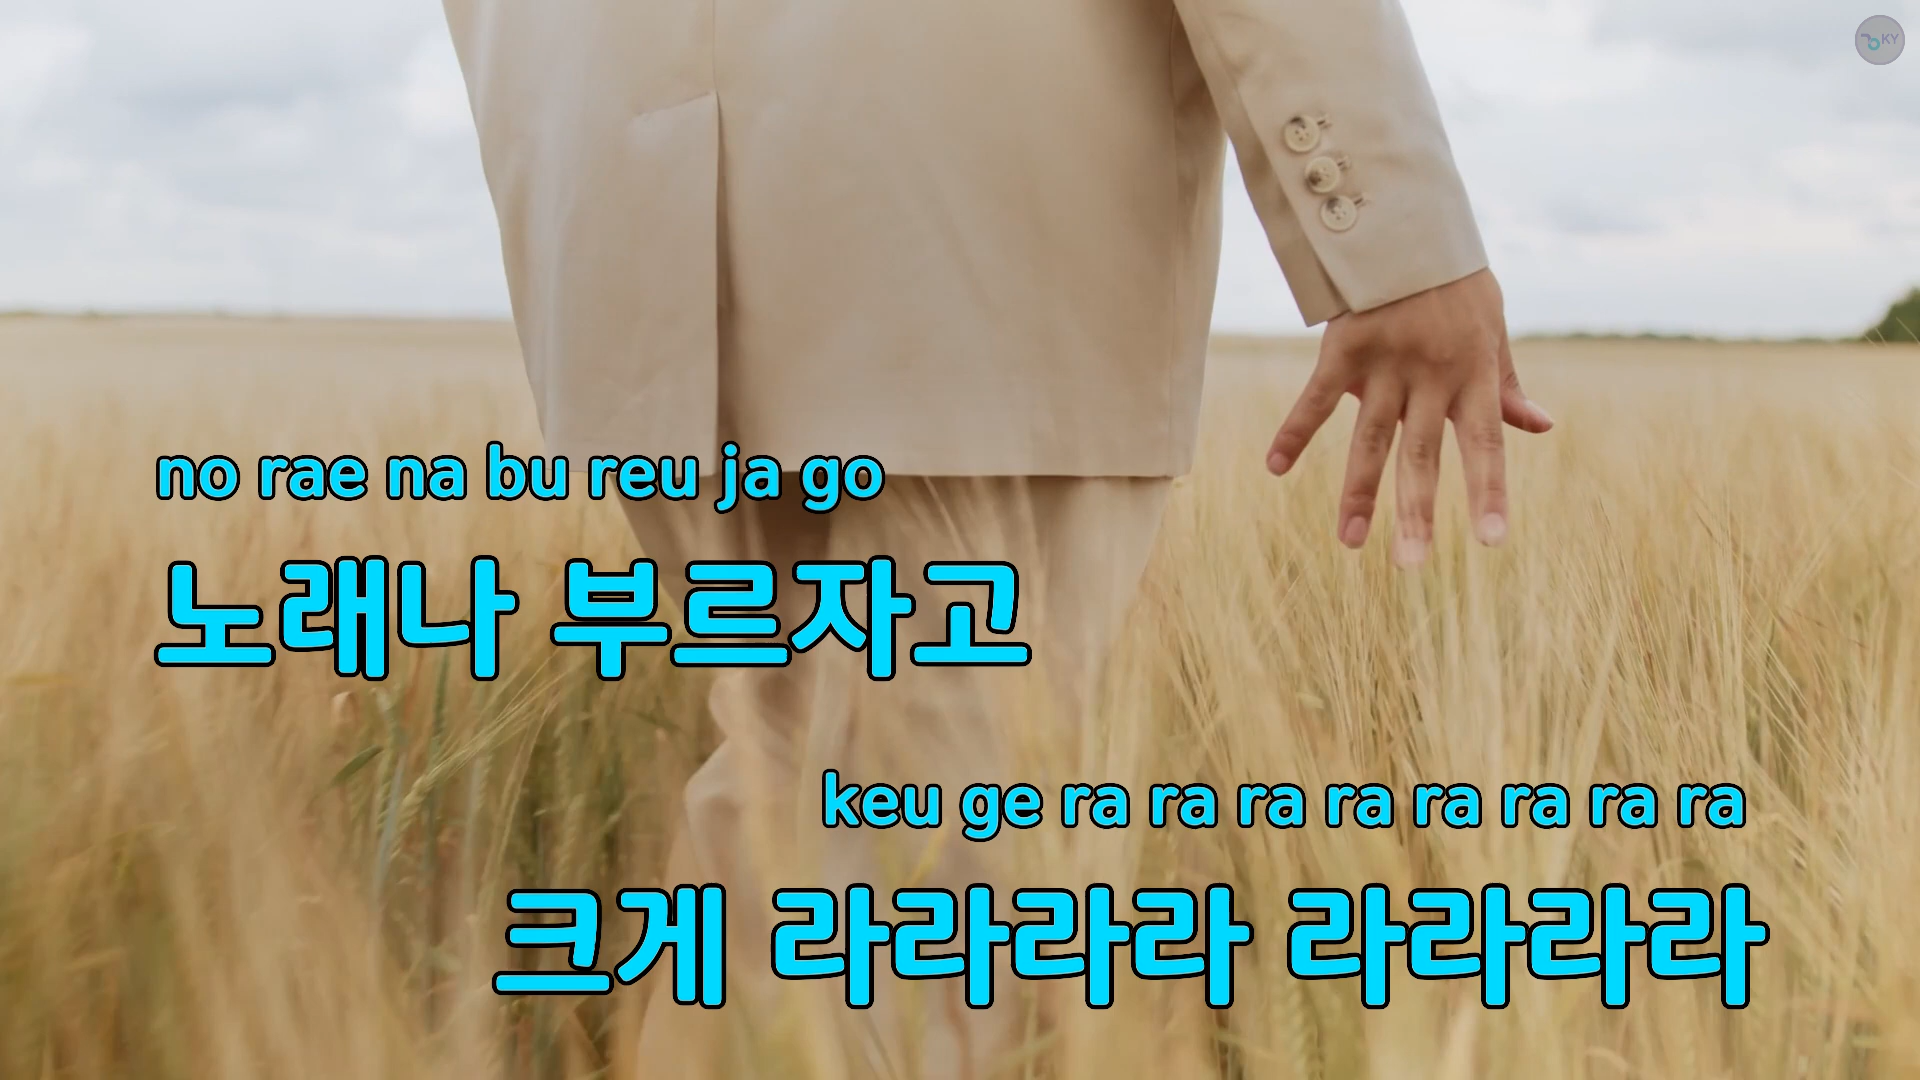 KY
no rae na bu reu ja go
노래나 부르자고
keu ge ra ra ra ra ra ra ra ra
크게 라라라라 라라라라